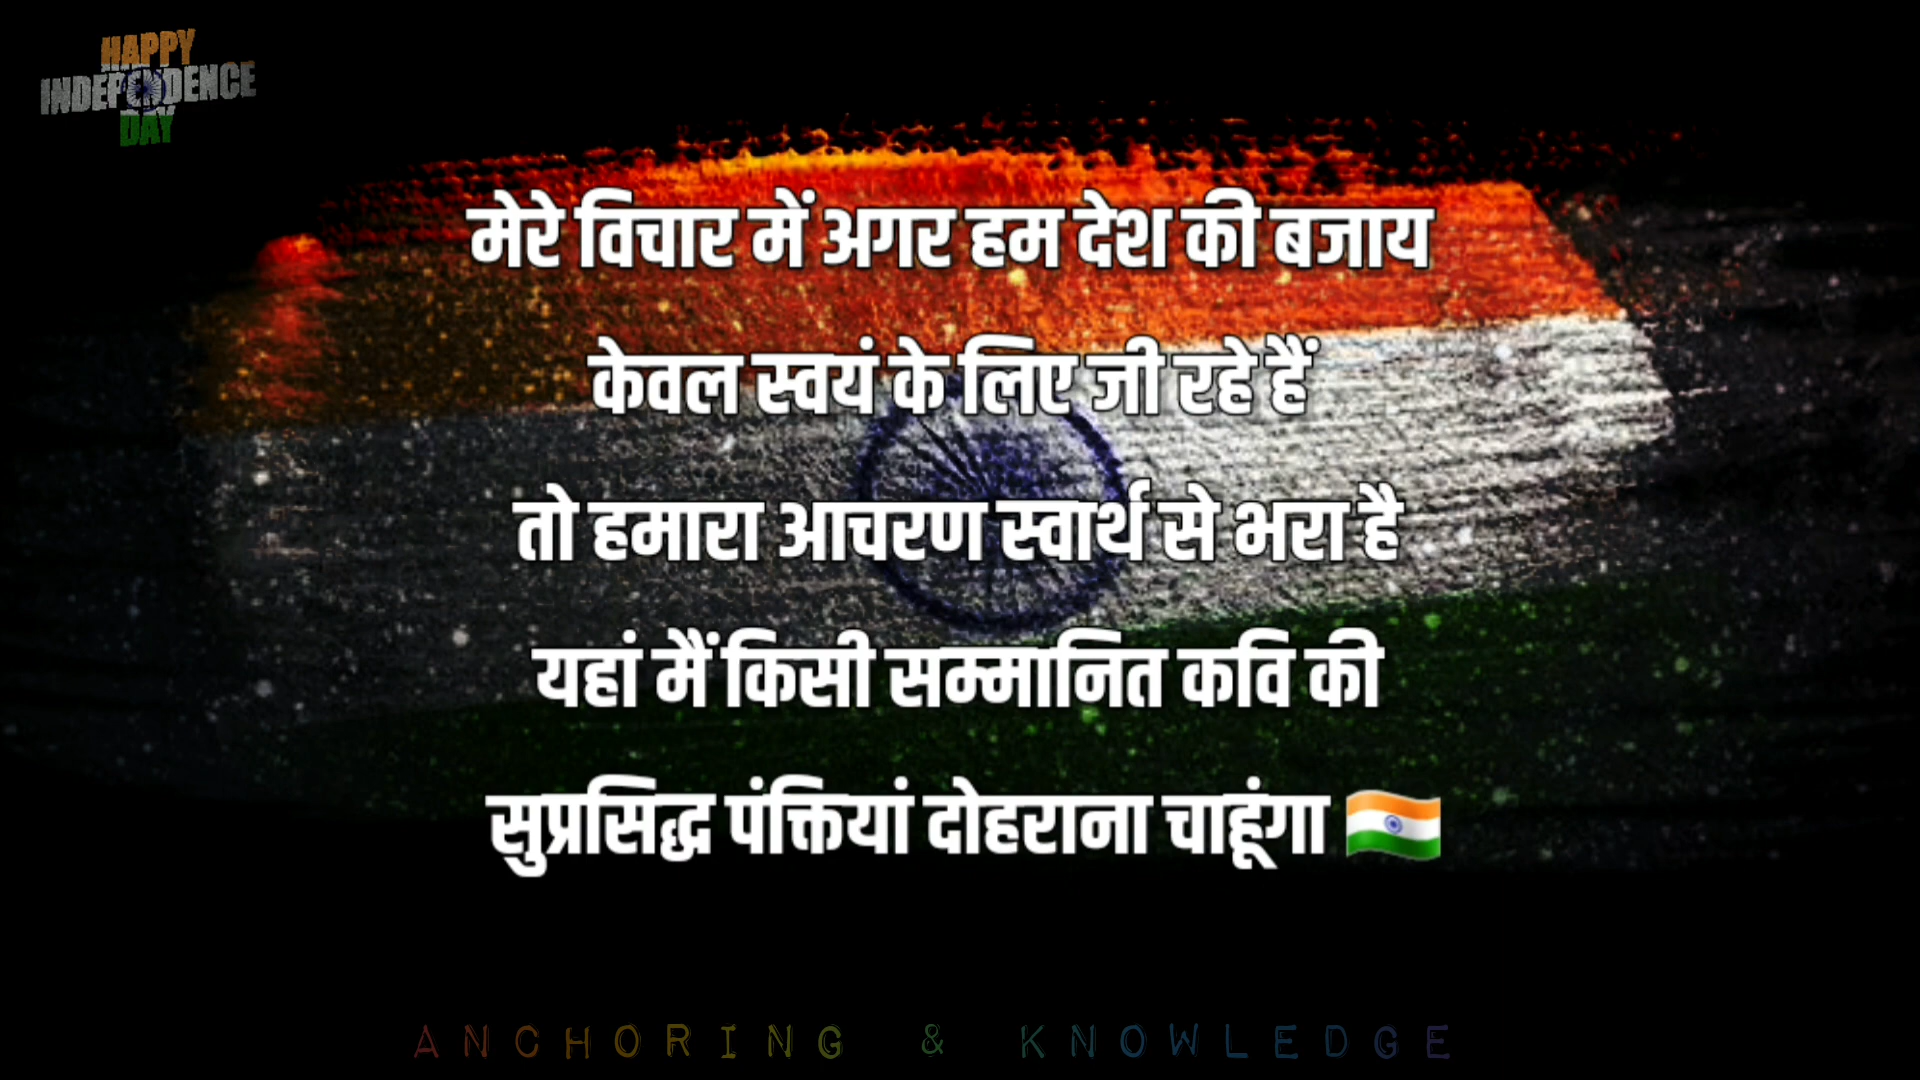 HAPPY
INDEPENDENCE
DAY
मेरे विचार में अगर हम देश की बजाय
केवल स्वयं के लिए जी रहे हैं
तो हमारा आचरण स्वार्थ से भरा है
यहां मैं किसी सम्मानित कवि की
सुप्रसिद्ध पंक्तियां दोहराना चाहूंगा 🇮🇳
ANCHORING & KNOWLEDGE